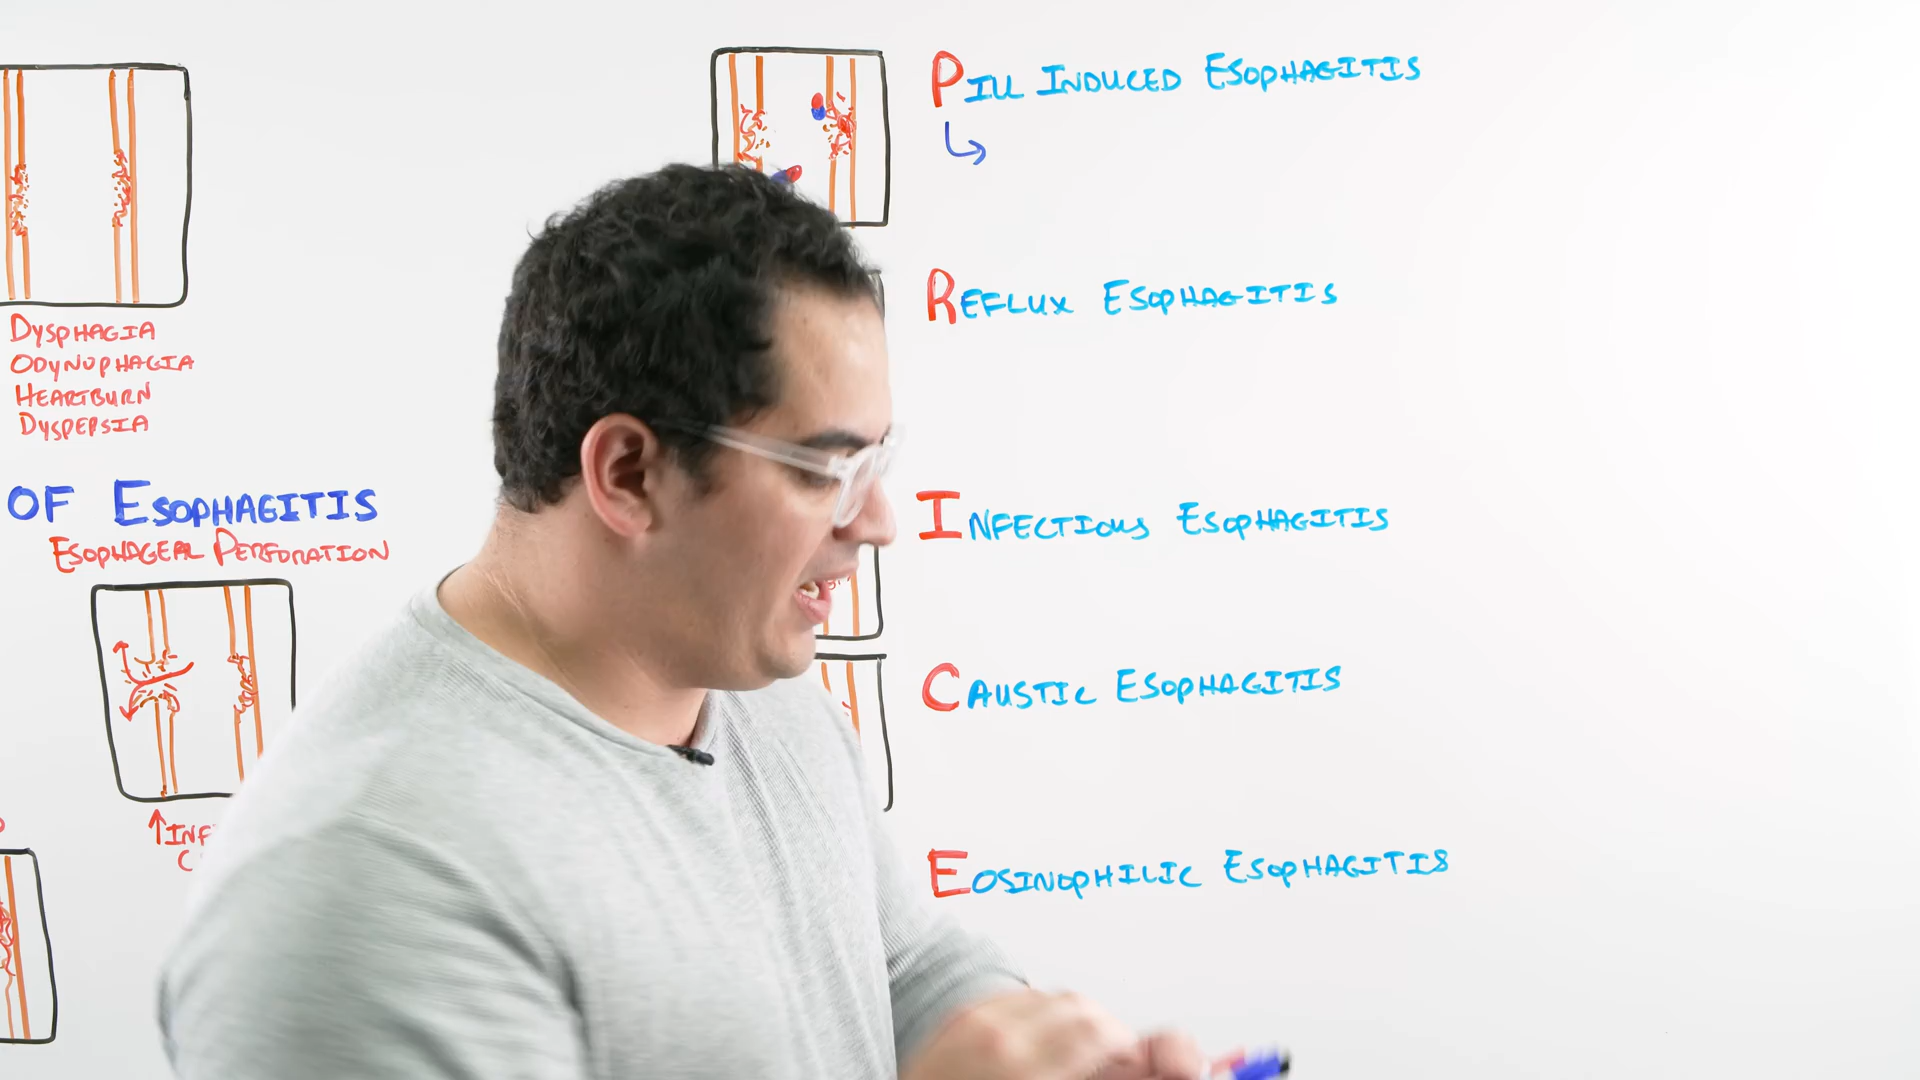 DYSPHAGIA
ODYNOPHAGIA
HEARTBURN
DYSPEPSIA
OF ESOPHAGITIS
ESOPHAGEAL PERFORATION
↑INF
C
PILL INDUCED ESOPHAGITIS
REFLUX ESOPHAGITIS
INFECTIOUS ESOPHAGITIS
CAUSTIC ESOPHAGITIS
EOSINOPHILIC ESOPHAGITIS